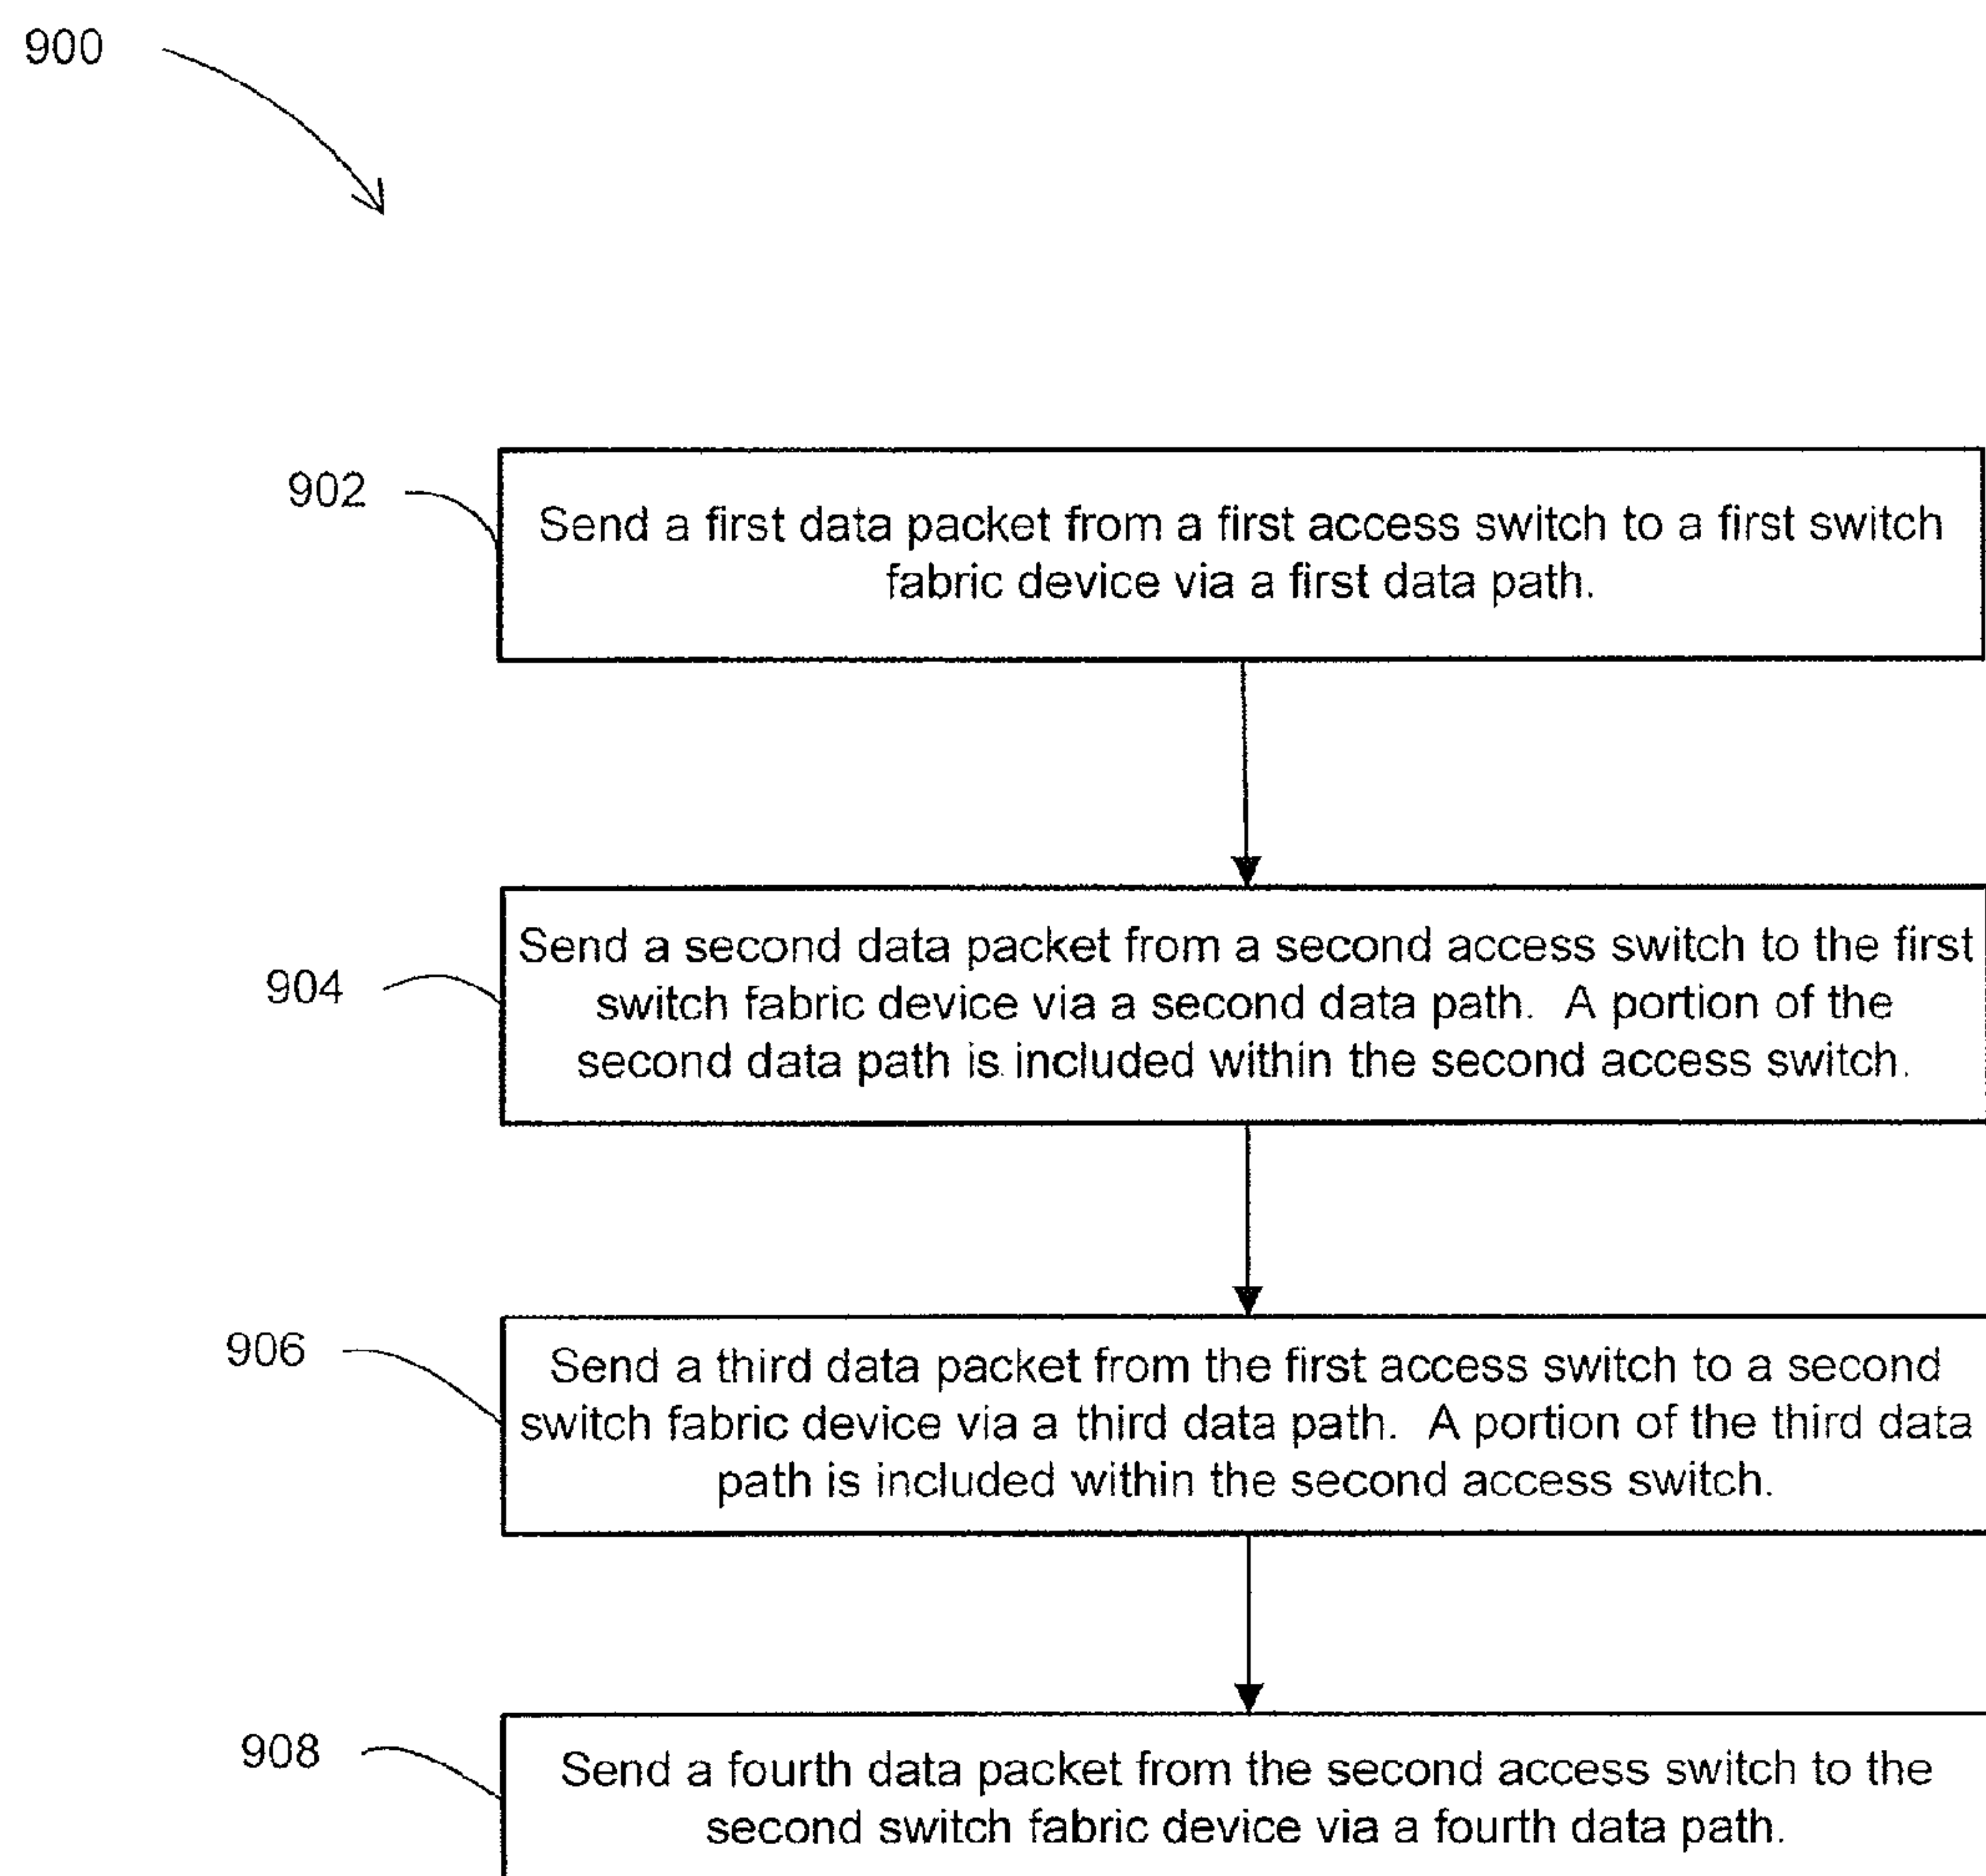 900
902
Send a first data packet from a first access switch to a first switch
fabric device via a first data path.
904
Send a second data packet from a second access switch to the first
switch fabric device via a second data path. A portion of the
second data path is included within the second access switch.
906
Send a third data packet from the first access switch to a second
switch fabric device via a third data path. A portion of the third data
path is included within the second access switch.
908
Send a fourth data packet from the second access switch to the
second switch fabric device via a fourth data path.